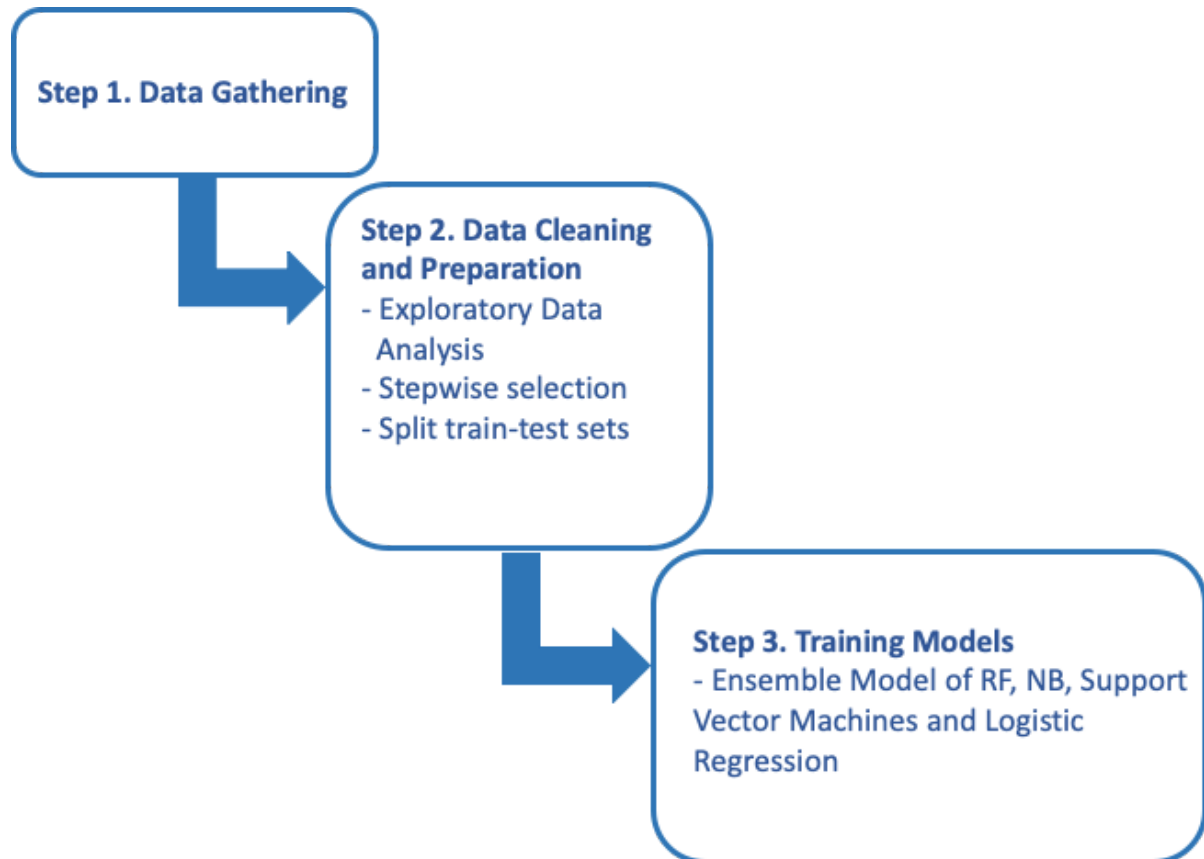 Step 1. Data Gathering
Step 2. Data Cleaning
and Preparation
- Exploratory Data
Analysis
- Stepwise selection
- Split train-test sets
Step 3. Training Models
- Ensemble Model of RF, NB, Support
Vector Machines and Logistic
Regression